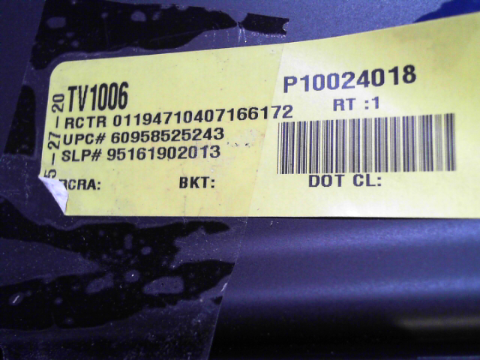 5-27-20
TV1006
P10024018
RCTR 01194710407166172
RT :1
UPC# 60958525243
SLP# 95161902013
RCRA:
BKT:
DOT CL: